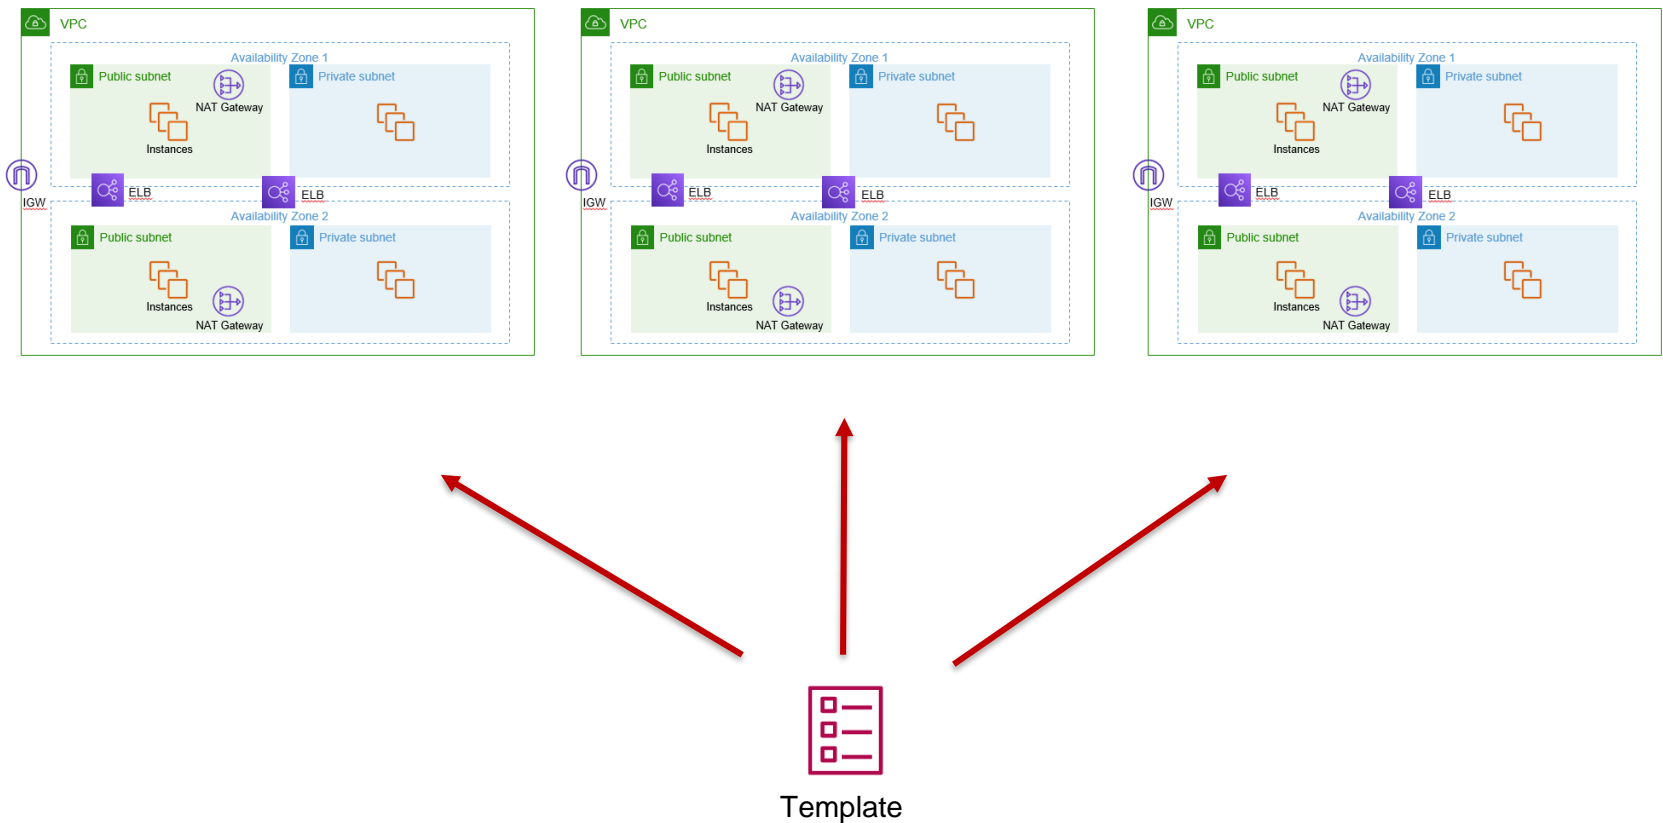 VPC
Availability Zone 1
Public subnet
NAT Gateway
Private subnet
Instances
IGW
ELB
ELB
Availability Zone 2
Public subnet
Private subnet
Instances
NAT Gateway
VPC
Availability Zone 1
Public subnet
NAT Gateway
Private subnet
Instances
IGW
ELB
ELB
Availability Zone 2
Public subnet
Private subnet
Instances
NAT Gateway
VPC
Availability Zone 1
Public subnet
NAT Gateway
Private subnet
Instances
IGW
ELB
ELB
Availability Zone 2
Public subnet
Private subnet
Instances
NAT Gateway
Template